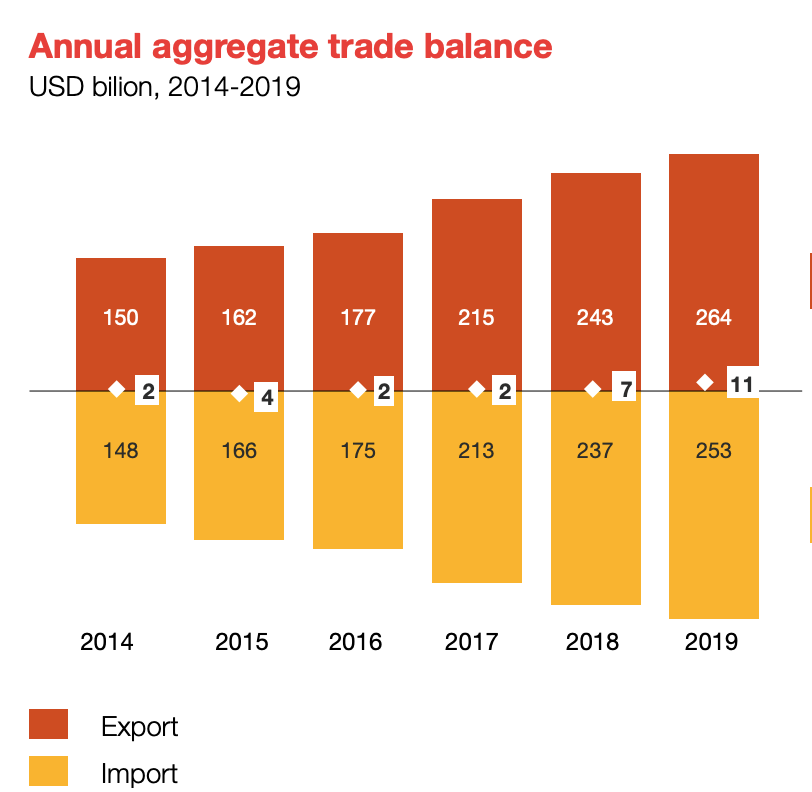 Annual aggregate trade balance
USD bilion, 2014-2019
150 162 177 215 243 264
2 4 2 2 7 11
148 166 175 213 237 253
2014 2015 2016 2017 2018 2019
Export
Import